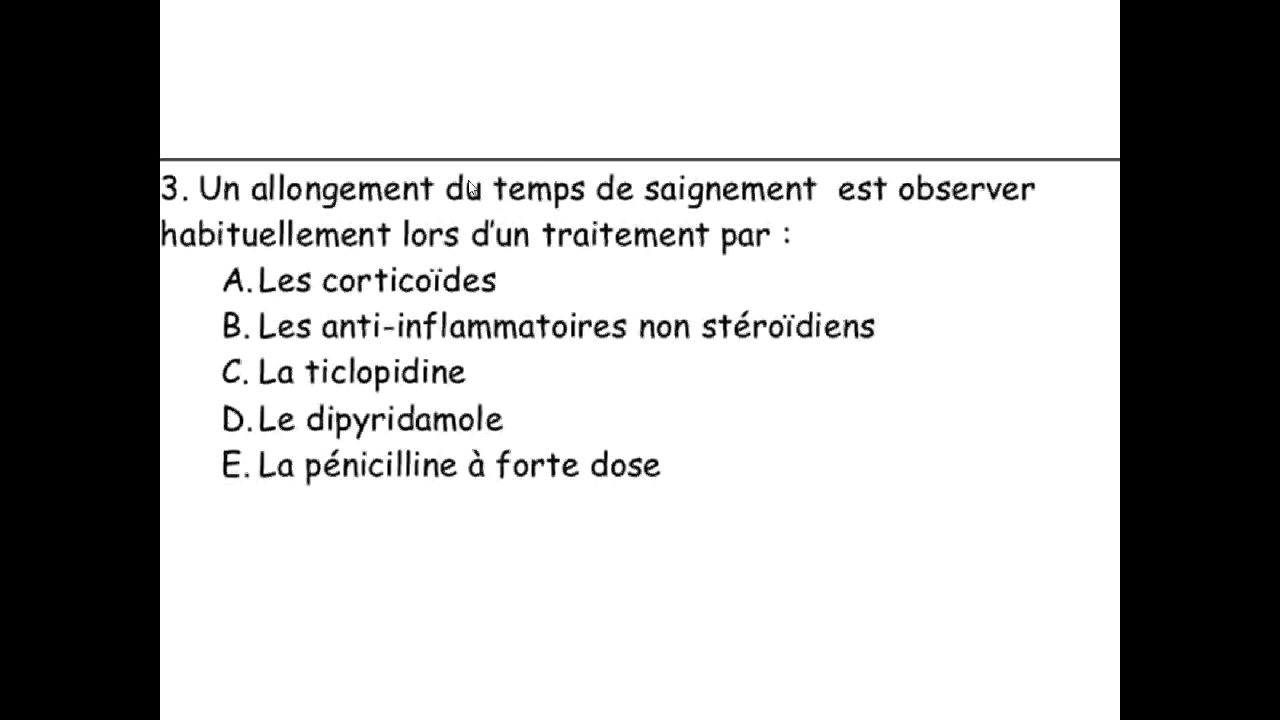 3. Un allongement du temps de saignement est observer
habituellement lors d'un traitement par :
A. Les corticoïdes
B. Les anti-inflammatoires non stéroïdiens
C. La ticlopidine
D. Le dipyridamole
E. La pénicilline à forte dose